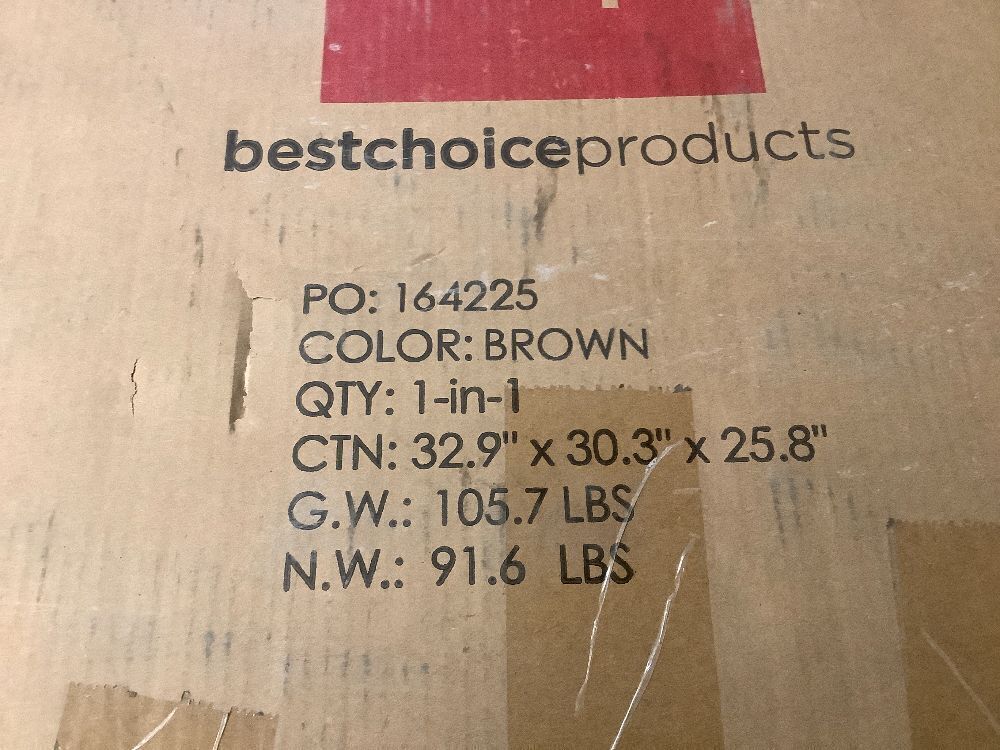 bestchoiceproducts
PO: 164225
COLOR: BROWN
QTY: 1-in-1
CTN: 32.9" x 30.3" x 25.8"
G.W.: 105.7 LBS
N.W.: 91.6 LBS